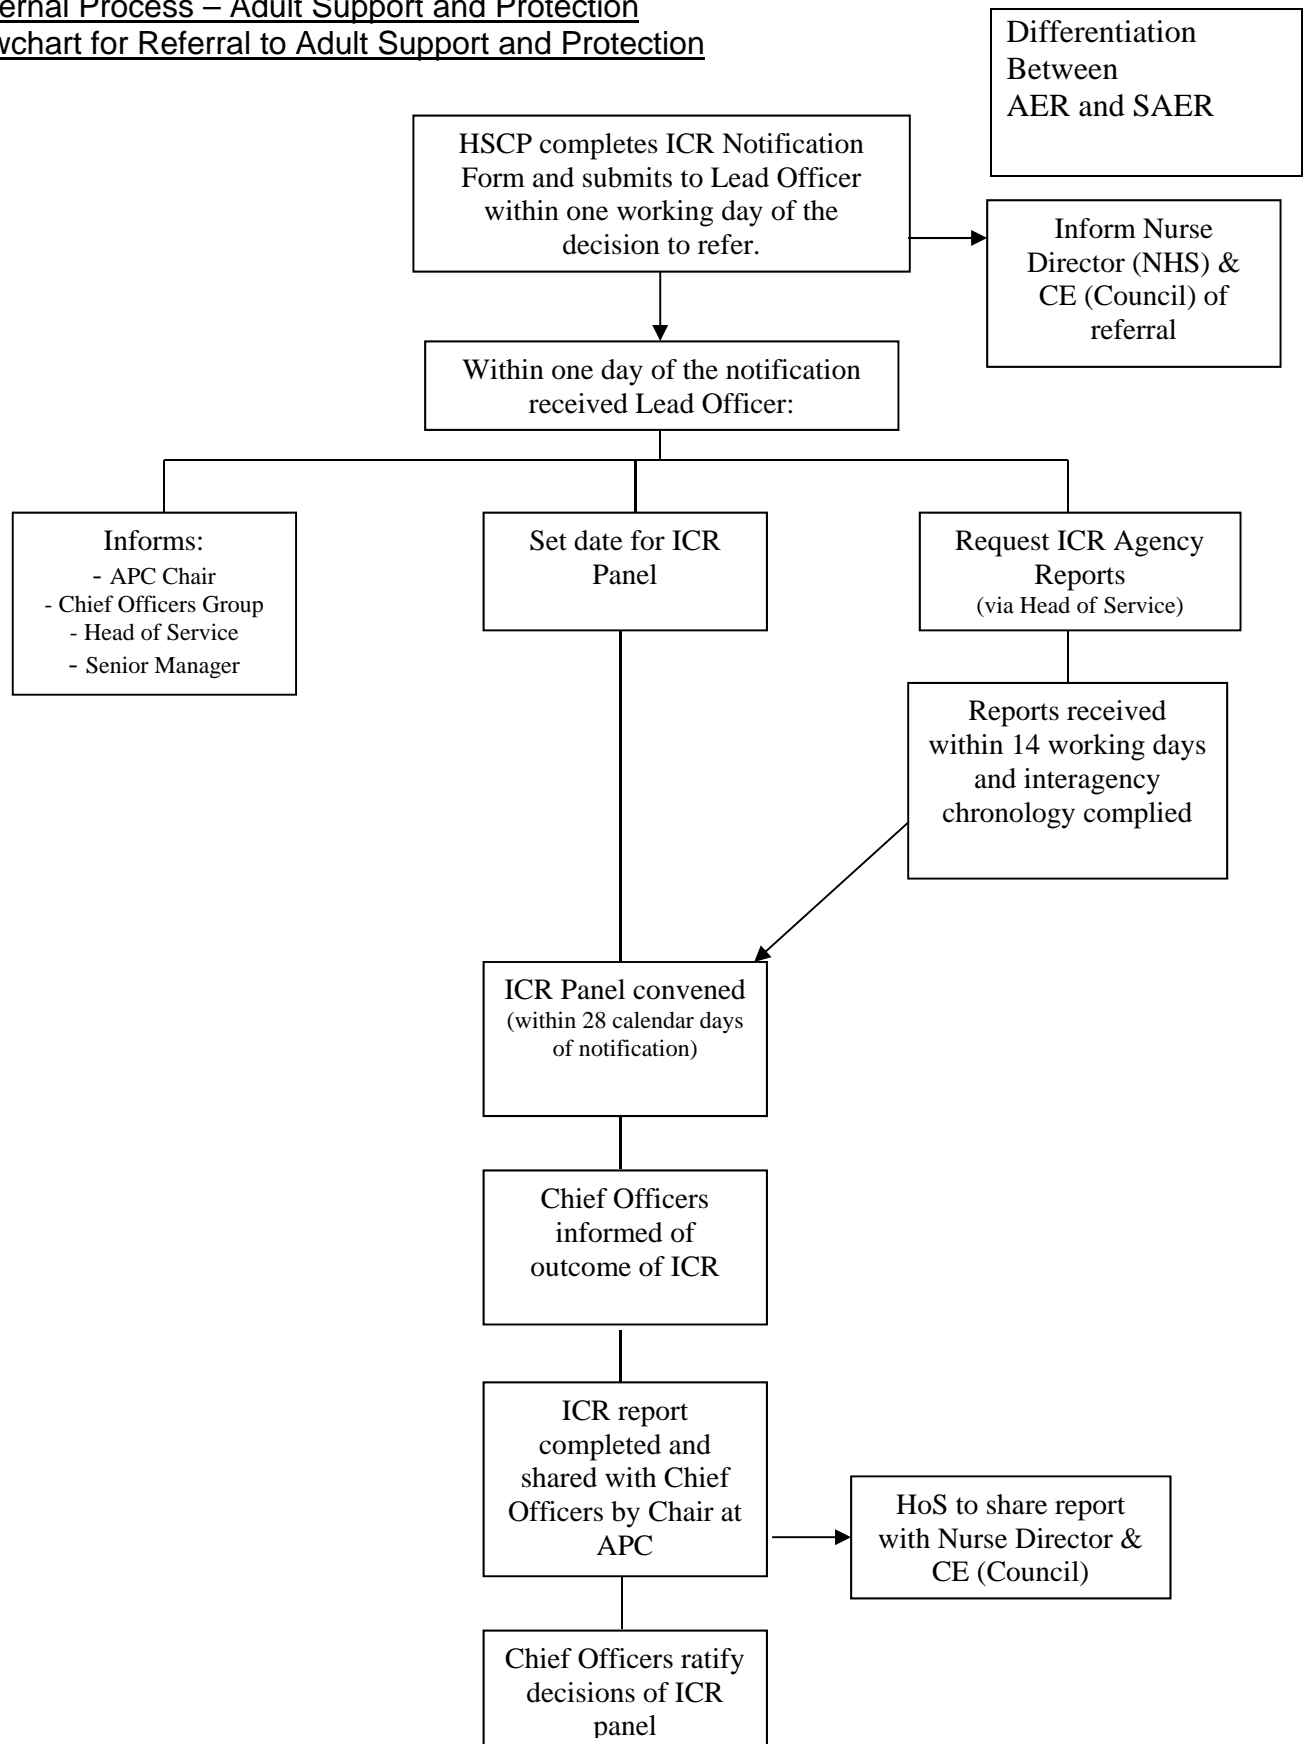 ernal Process – Adult Support and Protection
wchart for Referral to Adult Support and Protection
Differentiation
Between
AER and SAER
HSCP completes ICR Notification
Form and submits to Lead Officer
within one working day of the
decision to refer.
Inform Nurse
Director (NHS) &
CE (Council) of
referral
Within one day of the notification
received Lead Officer:
Informs:
- APC Chair
- Chief Officers Group
- Head of Service
- Senior Manager
Set date for ICR
Panel
Request ICR Agency
Reports
(via Head of Service)
Reports received
within 14 working days
and interagency
chronology complied
ICR Panel convened
(within 28 calendar days
of notification)
Chief Officers
informed of
outcome of ICR
ICR report
completed and
shared with Chief
Officers by Chair at
APC
HoS to share report
with Nurse Director &
CE (Council)
Chief Officers ratify
decisions of ICR
panel